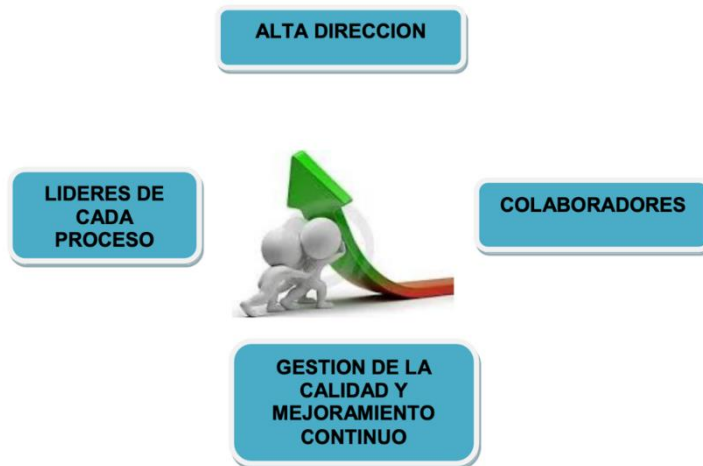 ALTA DIRECCION
LIDERES DE
CADA
PROCESO
COLABORADORES
GESTION DE LA
CALIDAD Y
MEJORAMIENTO
CONTINUO